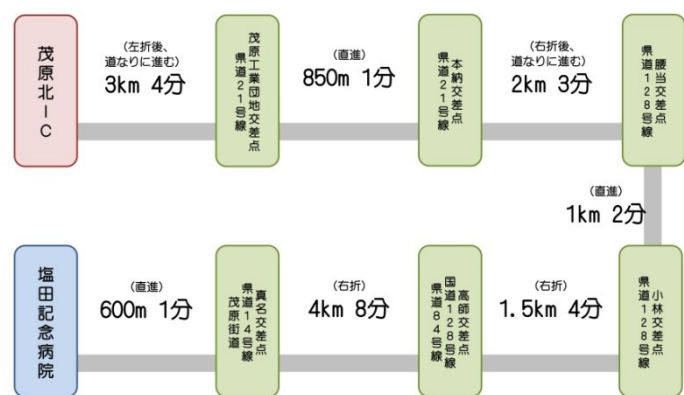 茂原北IC
(左折後、
道なりに進む)
3km 4分
茂原工業団地交差点
県道21号線
(直進)
850m 1分
本納交差点
県道21号線
(右折後、
道なりに進む)
2km 3分
腰当交差点
県道128号線
(直進)
1km 2分
小林交差点
県道128号線
(右折)
1.5km 4分
高師交差点
国道128号線
県道84号線
(右折)
4km 8分
真名交差点
県道14号線
茂原街道
(直進)
600m 1分
塩田記念病院